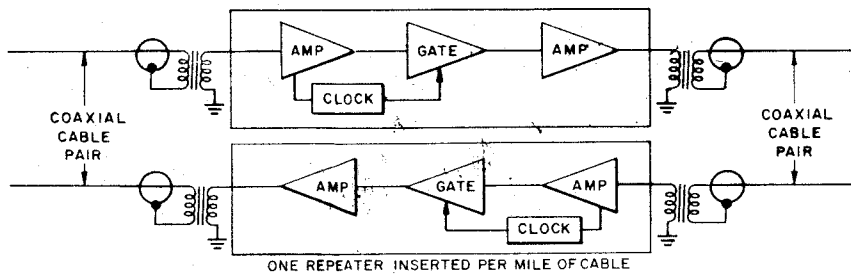 AMP
GATE
AMP
CLOCK
COAXIAL
CABLE
PAIR
COAXIAL
CABLE
PAIR
AMP
GATE
AMP
CLOCK
ONE REPEATER INSERTED PER MILE OF CABLE